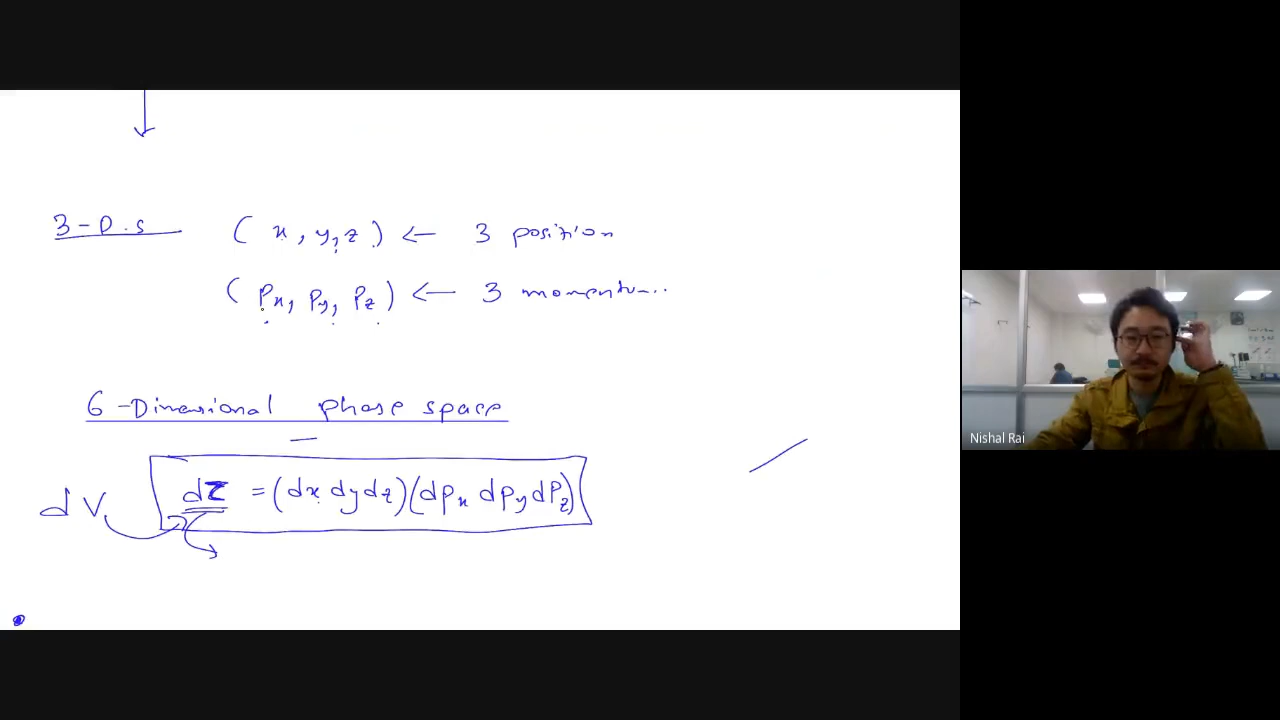 3-D.s (x, y, z) ← 3 position
(px, py, pz) ← 3 momentum..
6-Dimensional phase space
dV dτ = (dx dy dz)(dpx dpy dpz)
Nishal Rai